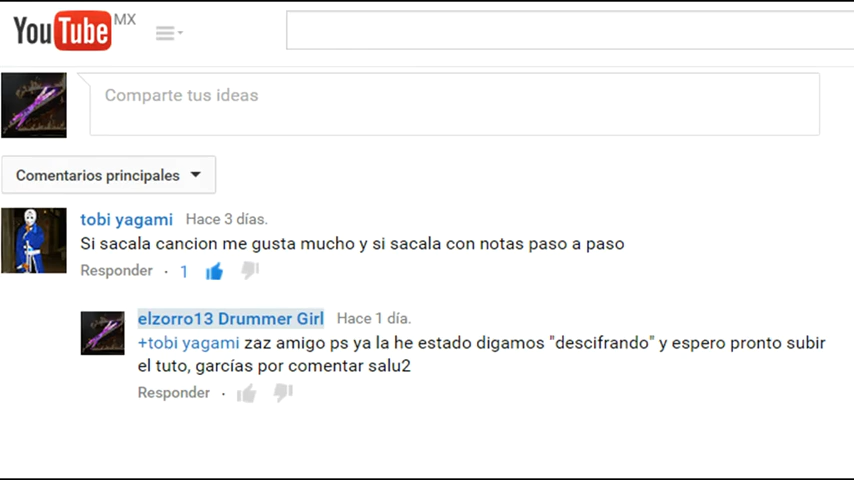 YouTube MX
Comparte tus ideas
Comentarios principales
tobi yagami Hace 3 días.
Si sacala cancion me gusta mucho y si sacala con notas paso a paso
Responder · 1
elzorro13 Drummer Girl Hace 1 día.
+tobi yagami zaz amigo ps ya la he estado digamos "descifrando" y espero pronto subir
el tuto, garcías por comentar salu2
Responder ·